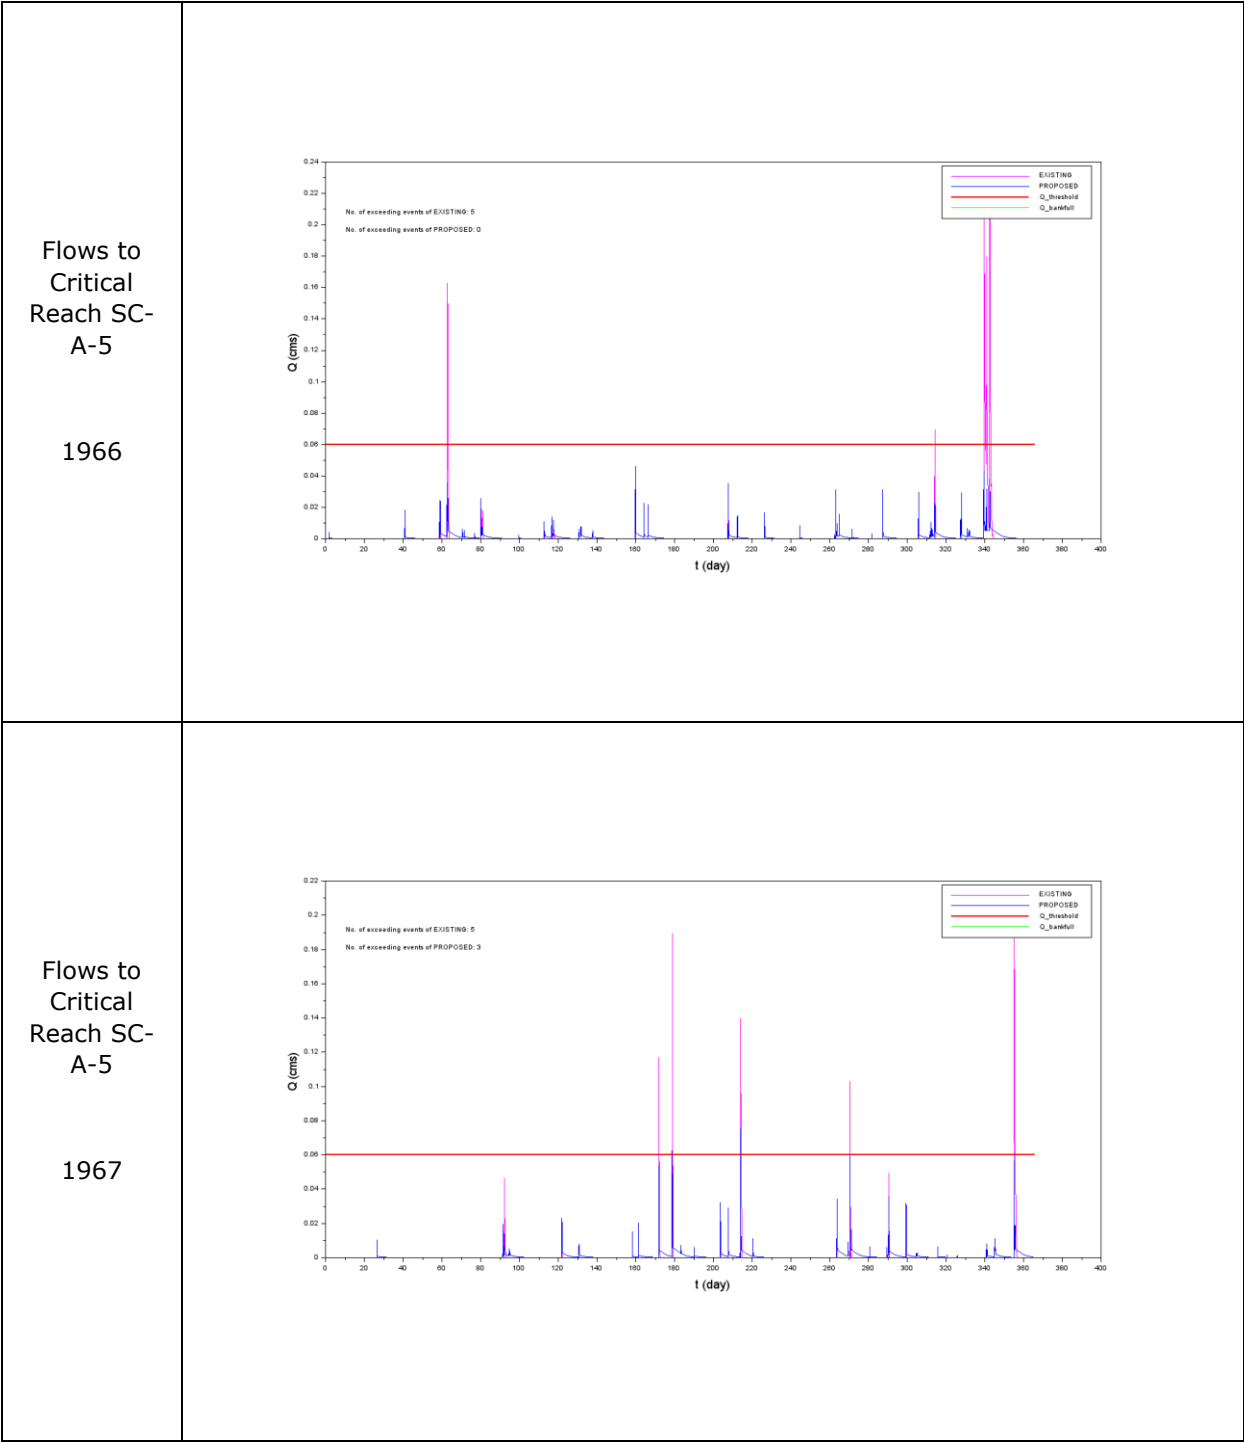 Flows to
Critical
Reach SC-
A-5
1966
0.24
0.22
0.2
0.18
0.16
0.14
0.12
0.1
0.08
0.06
0.04
0.02
0
Q (cms)
No. of exceeding events of EXISTING: 5
No. of exceeding events of PROPOSED: 0
EXISTING
PROPOSED
Q_threshold
Q_bankfull
0 20 40 60 80 100 120 140 160 180 200 220 240 260 280 300 320 340 360 380 400
t (day)
Flows to
Critical
Reach SC-
A-5
1967
0.22
0.2
0.18
0.16
0.14
0.12
0.1
0.08
0.06
0.04
0.02
0
Q (cms)
No. of exceeding events of EXISTING: 5
No. of exceeding events of PROPOSED: 3
EXISTING
PROPOSED
Q_threshold
Q_bankfull
0 20 40 60 80 100 120 140 160 180 200 220 240 260 280 300 320 340 360 380 400
t (day)